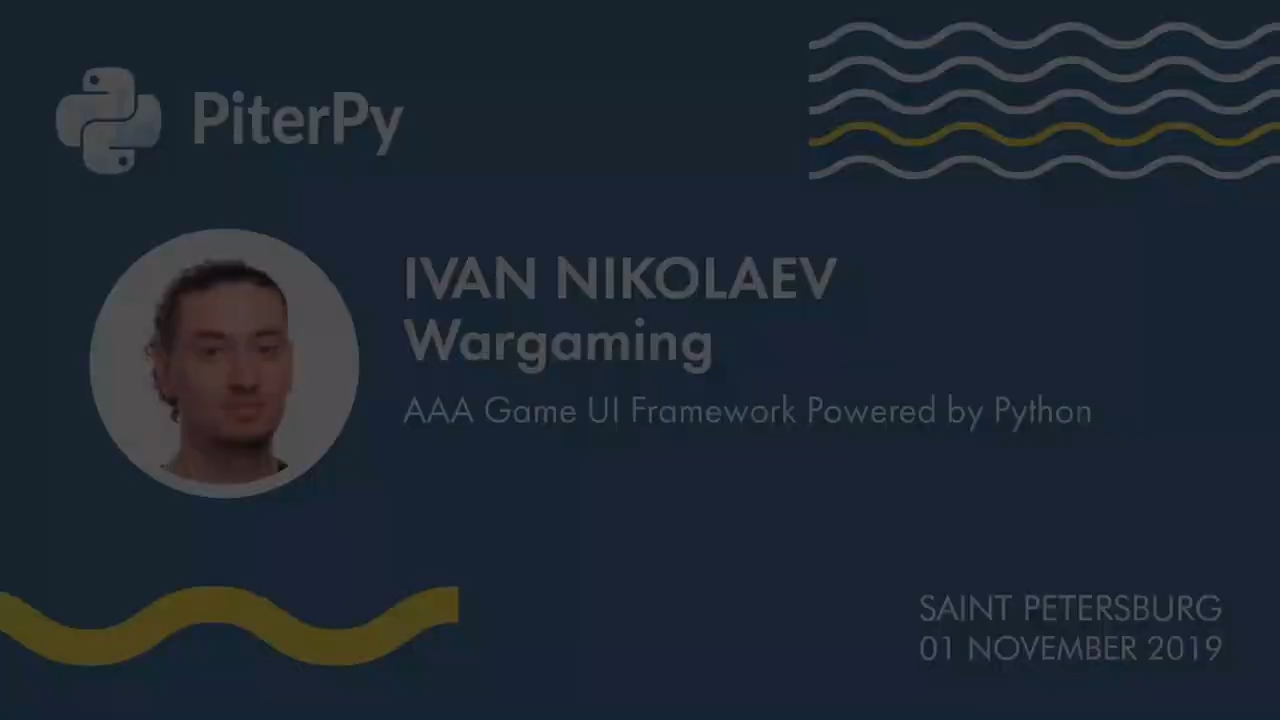 PiterPy
IVAN NIKOLAEV
Wargaming
AAA Game UI Framework Powered by Python
SAINT PETERSBURG
01 NOVEMBER 2019